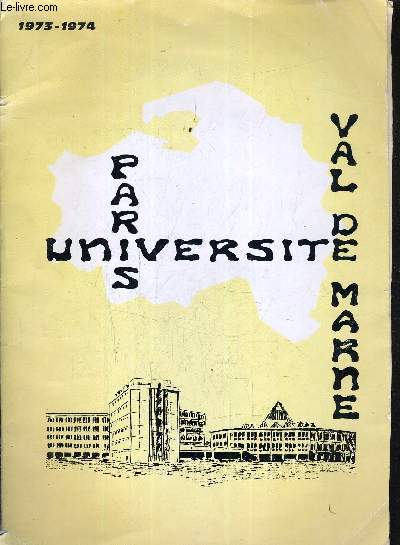 Le-livre.com
1973-1974
PARIS
UNIVERSITE
VAL DE MARNE